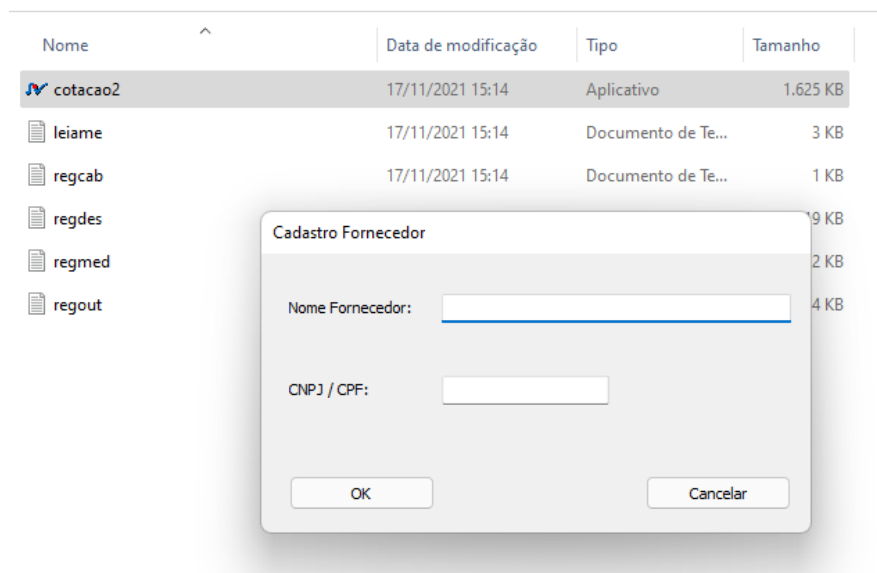 Nome Data de modificação Tipo Tamanho
cotacao2 17/11/2021 15:14 Aplicativo 1.625 KB
leiame 17/11/2021 15:14 Documento de Te... 3 KB
regcab 17/11/2021 15:14 Documento de Te... 1 KB
regdes 9 KB
regmed 2 KB
regout 4 KB
Cadastro Fornecedor
Nome Fornecedor:
CNPJ / CPF:
OK Cancelar